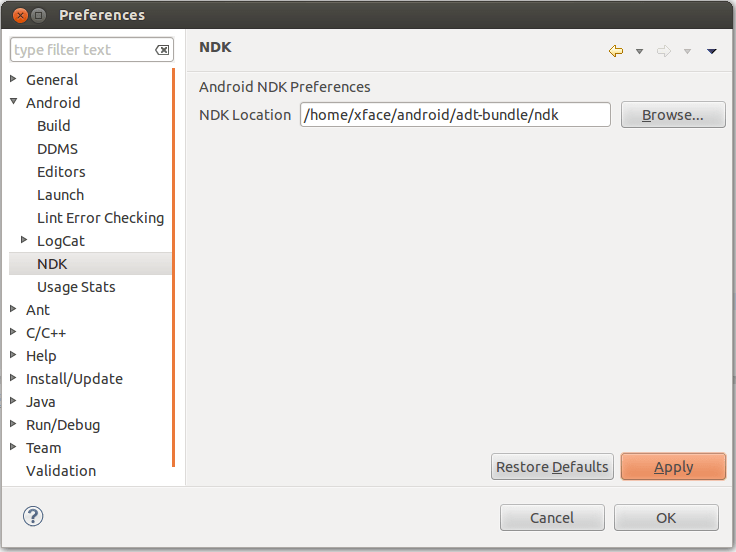 Preferences
type filter text
General
Android
Build
DDMS
Editors
Launch
Lint Error Checking
LogCat
NDK
Usage Stats
Ant
C/C++
Help
Install/Update
Java
Run/Debug
Team
Validation
NDK
Android NDK Preferences
NDK Location /home/xface/android/adt-bundle/ndk Browse...
Restore Defaults Apply
? Cancel OK